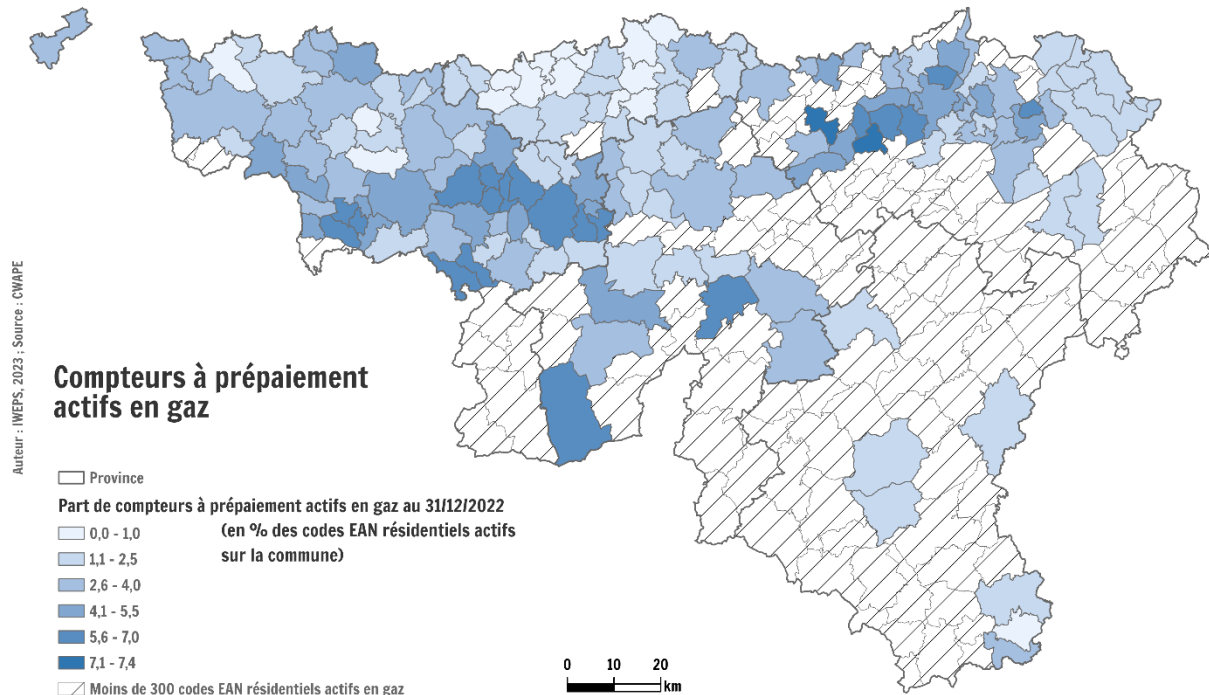 Auteur : IWEPS, 2023 ; Source : CWAPE
Compteurs à prépaiement
actifs en gaz
Province
Part de compteurs à prépaiement actifs en gaz au 31/12/2022
(en % des codes EAN résidentiels actifs
sur la commune)
0,0 - 1,0
1,1 - 2,5
2,6 - 4,0
4,1 - 5,5
5,6 - 7,0
7,1 - 7,4
Moins de 300 codes EAN résidentiels actifs en gaz
0 10 20
km